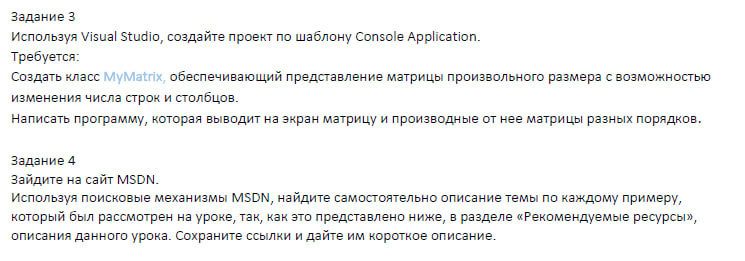 Задание 3
Используя Visual Studio, создайте проект по шаблону Console Application.
Требуется:
Создать класс MyMatrix, обеспечивающий представление матрицы произвольного размера с возможностью
изменения числа строк и столбцов.
Написать программу, которая выводит на экран матрицу и производные от нее матрицы разных порядков.
Задание 4
Зайдите на сайт MSDN.
Используя поисковые механизмы MSDN, найдите самостоятельно описание темы по каждому примеру,
который был рассмотрен на уроке, так, как это представлено ниже, в разделе «Рекомендуемые ресурсы»,
описания данного урока. Сохраните ссылки и дайте им короткое описание.